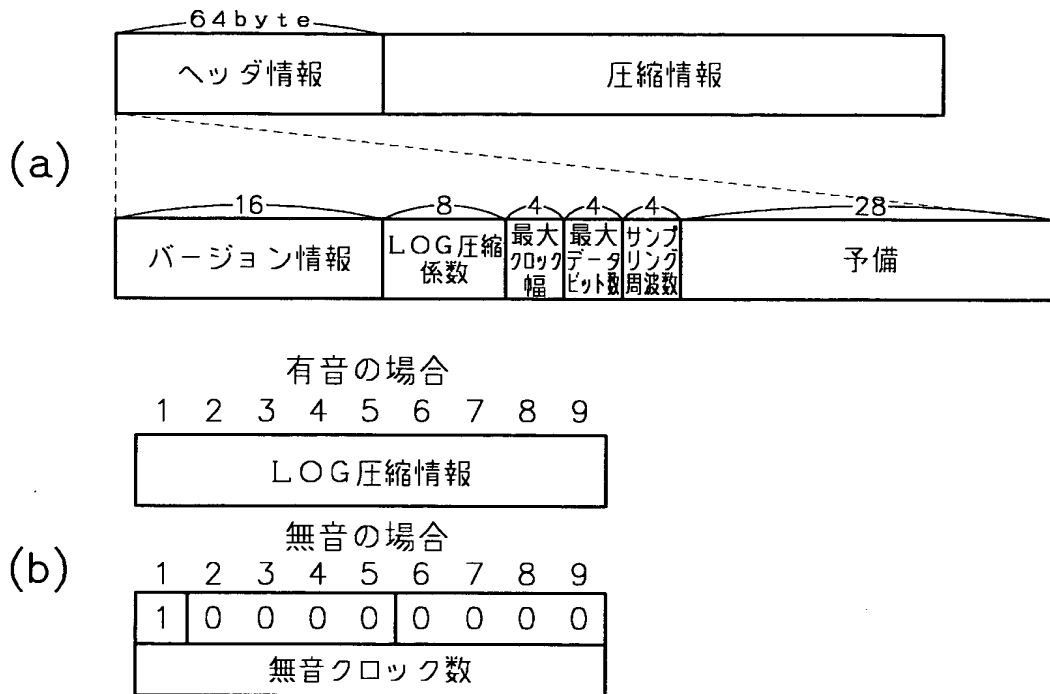 64byte
ヘッダ情報 圧縮情報
(a)
16 8 4 4 4 28
バージョン情報
LOG圧縮
係数
最大
クロック
幅
最大
データ
ビット数
サンプ
リング
周波数
予備
有音の場合
1 2 3 4 5 6 7 8 9
LOG圧縮情報
無音の場合
(b)
1 2 3 4 5 6 7 8 9
1 0 0 0 0 0 0 0 0
無音クロック数